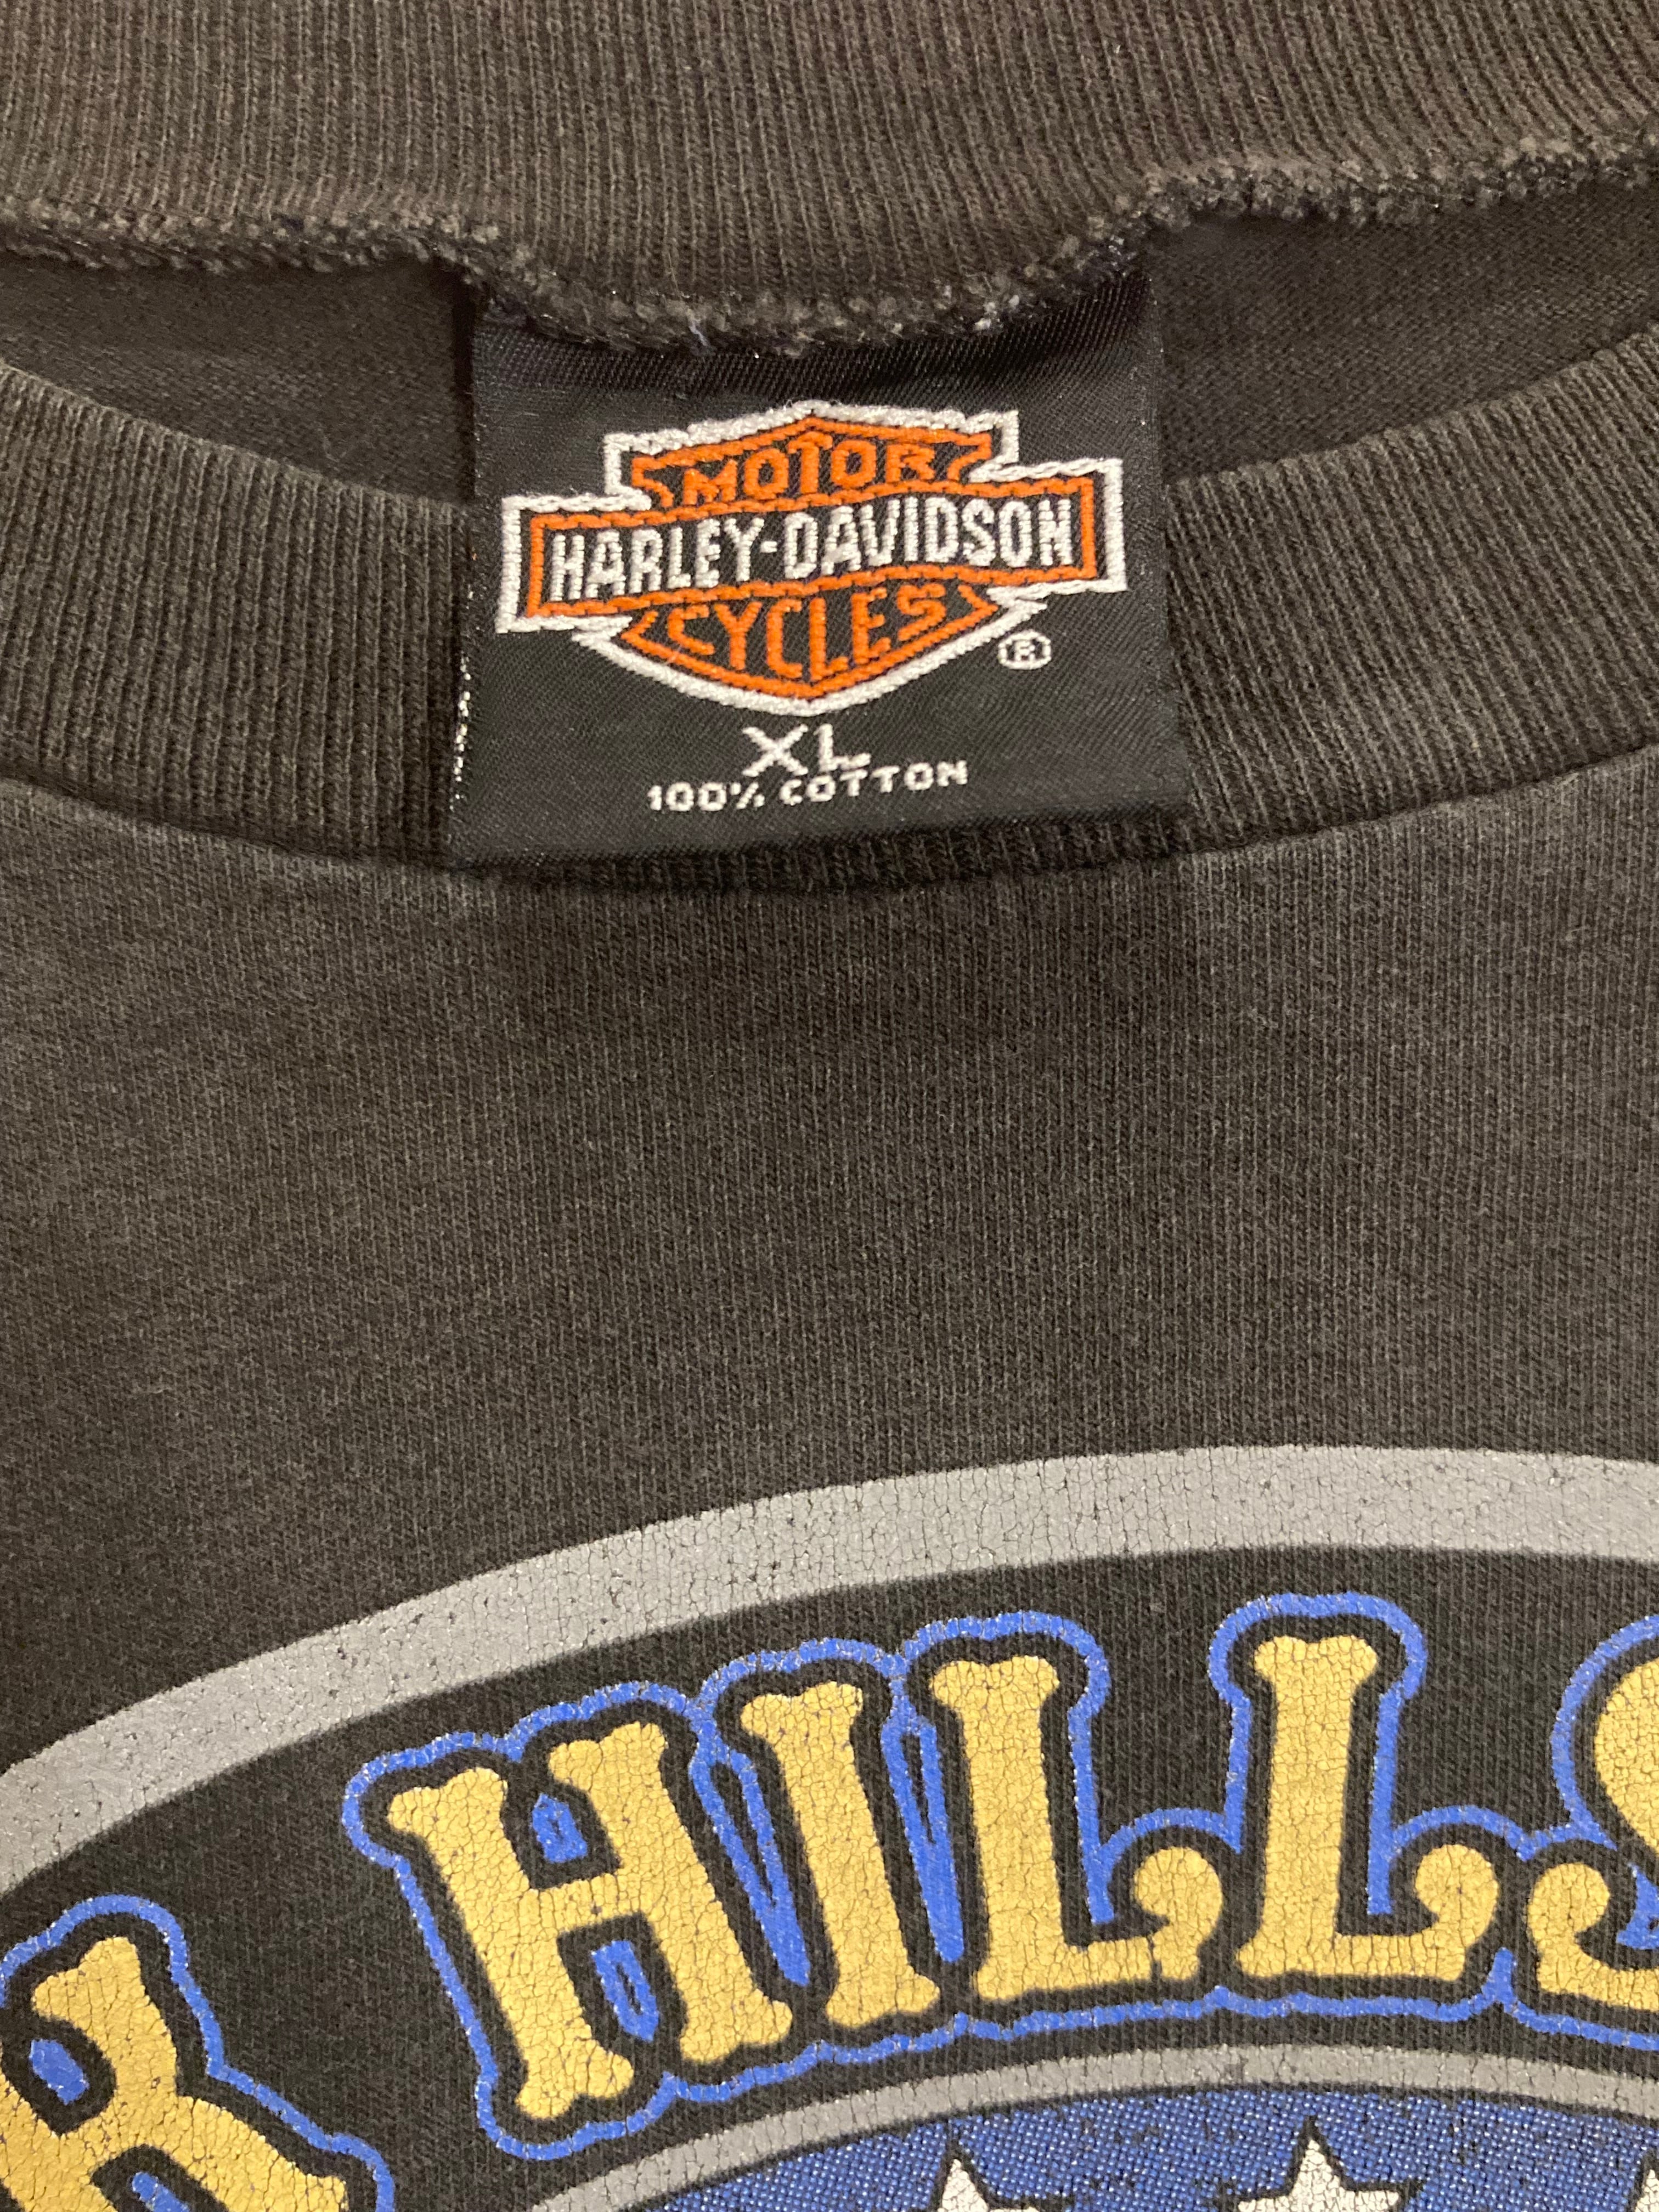 MOTOR
HARLEY-DAVIDSON
CYCLES
®
XL
100% COTTON
HILLS